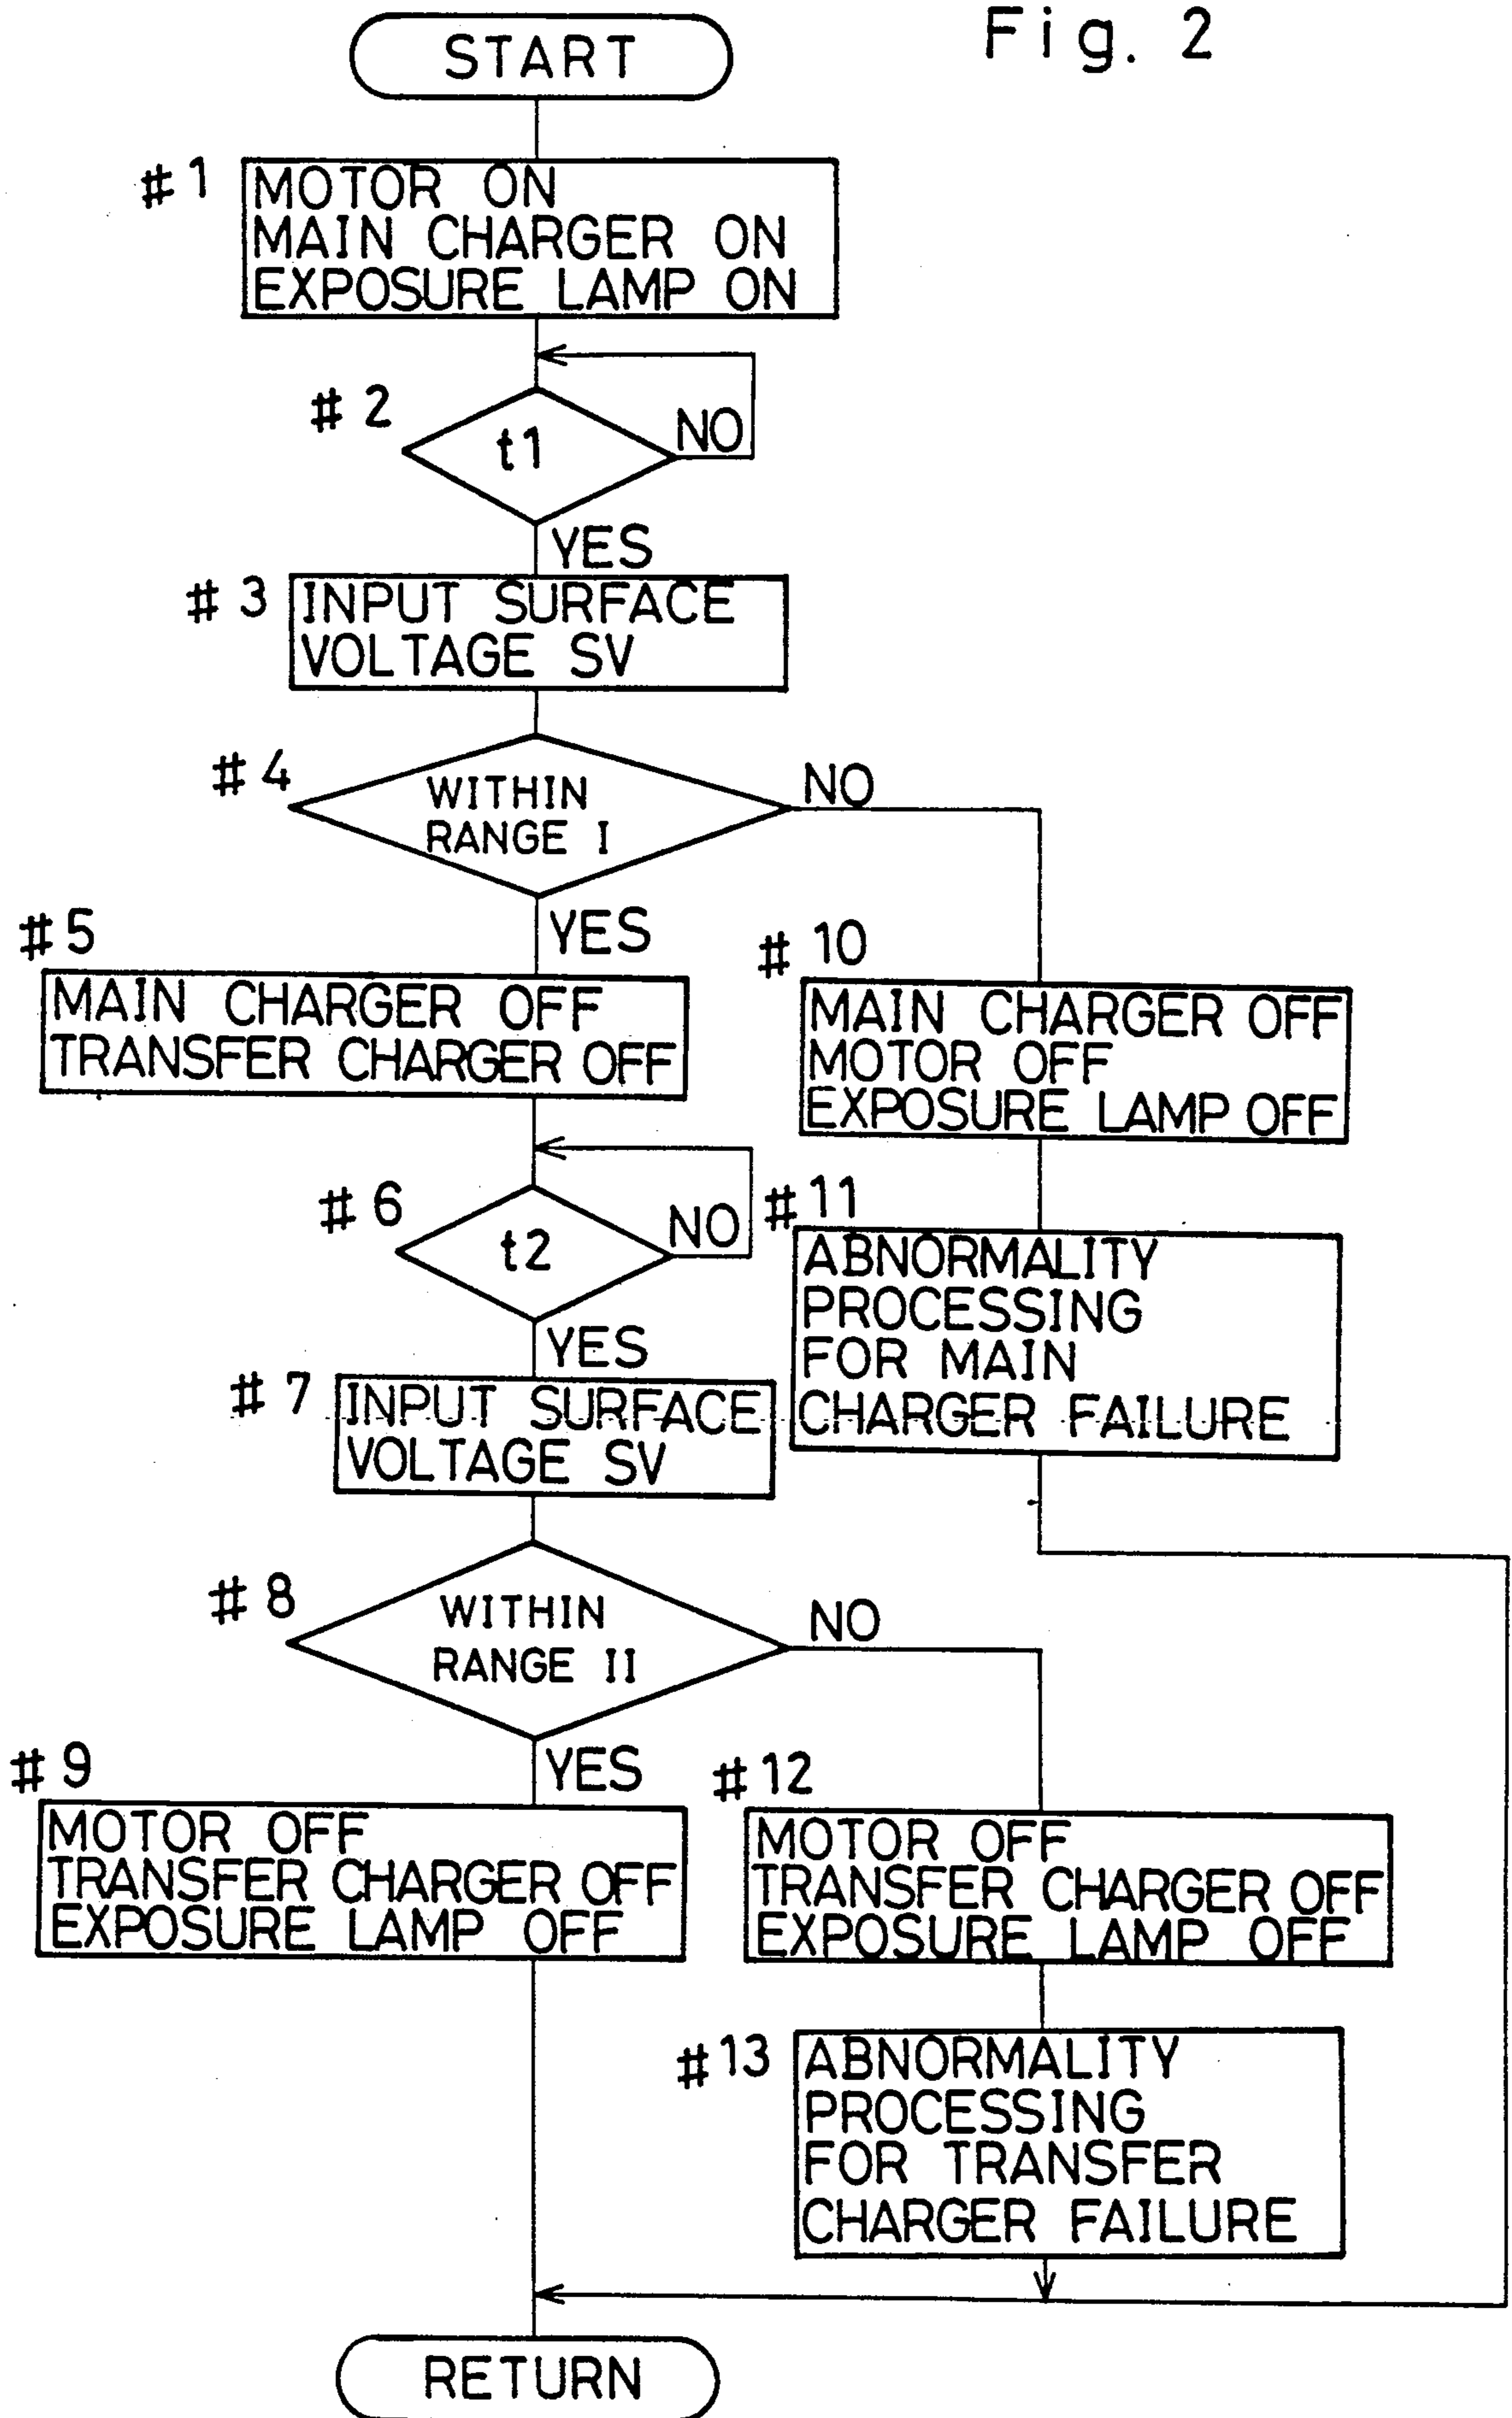 Fig. 2
START
#1
MOTOR ON
MAIN CHARGER ON
EXPOSURE LAMP ON
#2
t1
NO
YES
#3
INPUT SURFACE
VOLTAGE SV
#4
WITHIN
RANGE I
NO
YES
#5
MAIN CHARGER OFF
TRANSFER CHARGER OFF
#10
MAIN CHARGER OFF
MOTOR OFF
EXPOSURE LAMP OFF
#6
t2
NO
YES
#11
ABNORMALITY
PROCESSING
FOR MAIN
CHARGER FAILURE
#7
INPUT SURFACE
VOLTAGE SV
#8
WITHIN
RANGE II
NO
YES
#9
MOTOR OFF
TRANSFER CHARGER OFF
EXPOSURE LAMP OFF
#12
MOTOR OFF
TRANSFER CHARGER OFF
EXPOSURE LAMP OFF
#13
ABNORMALITY
PROCESSING
FOR TRANSFER
CHARGER FAILURE
RETURN